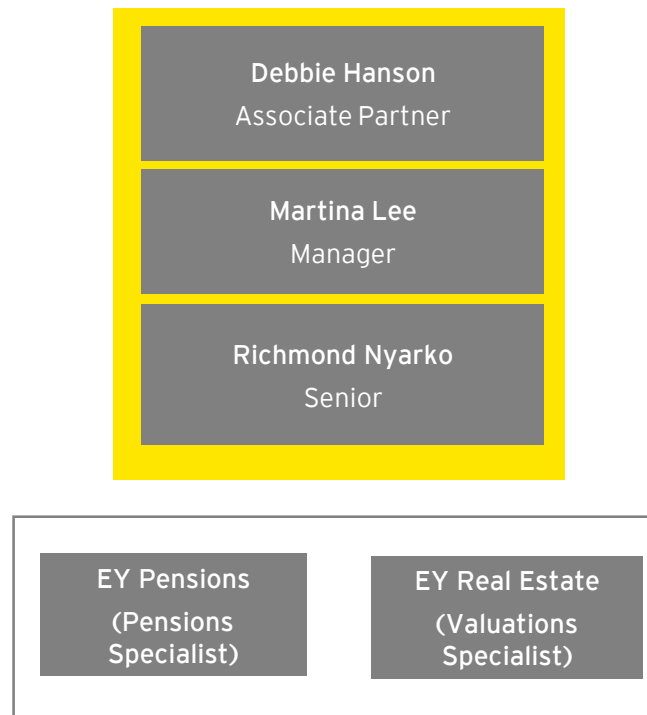 Debbie Hanson
Associate Partner
Martina Lee
Manager
Richmond Nyarko
Senior
EY Pensions
(Pensions
Specialist)
EY Real Estate
(Valuations
Specialist)